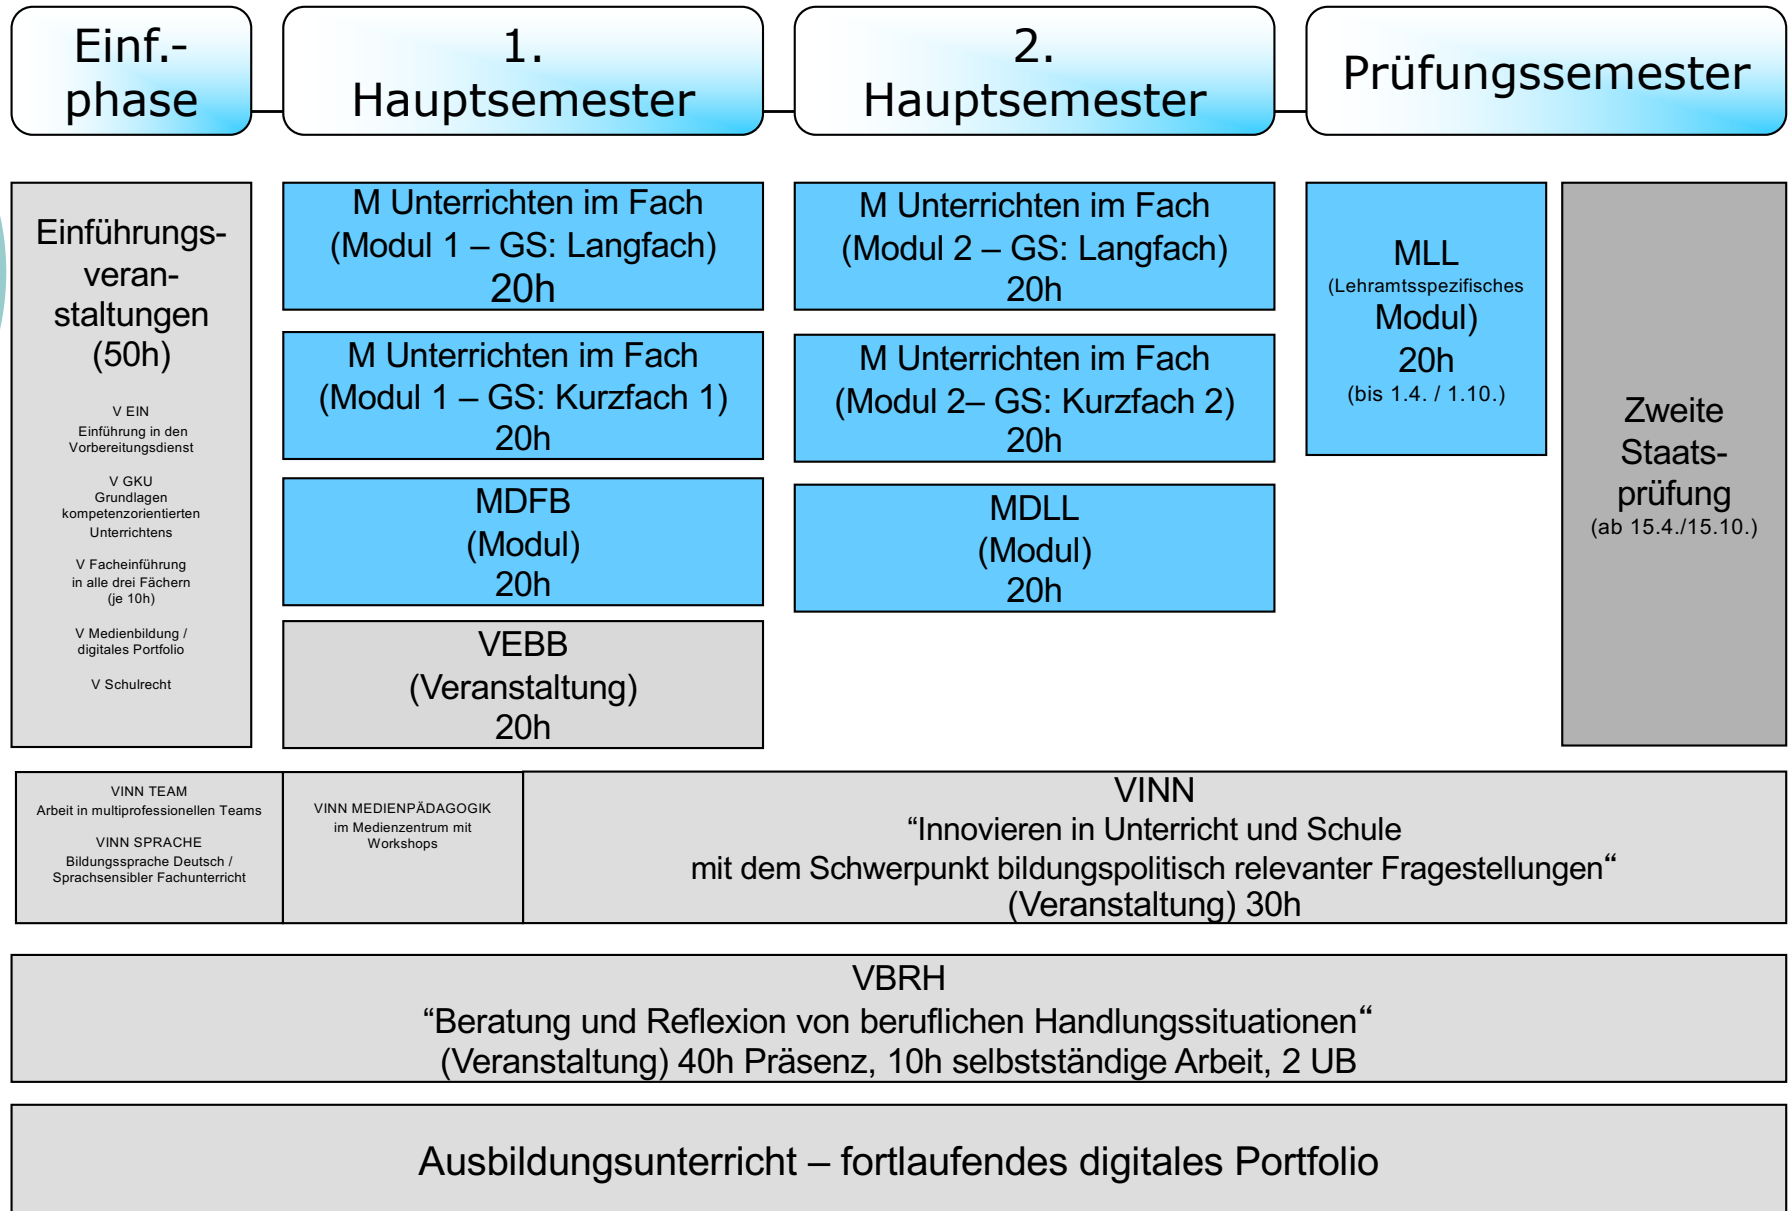 Einf.-
phase
1.
Hauptsemester
2.
Hauptsemester
Prüfungssemester
Einführungs-
veran-
staltungen
(50h)
V EIN
Einführung in den
Vorbereitungsdienst
V GKU
Grundlagen
kompetenzorientierten
Unterrichtens
V Facheinführung
in alle drei Fächern
(je 10h)
V Medienbildung /
digitales Portfolio
V Schulrecht
M Unterrichten im Fach
(Modul 1 – GS: Langfach)
20h
M Unterrichten im Fach
(Modul 1 – GS: Kurzfach 1)
20h
MDFB
(Modul)
20h
VEBB
(Veranstaltung)
20h
M Unterrichten im Fach
(Modul 2 – GS: Langfach)
20h
M Unterrichten im Fach
(Modul 2– GS: Kurzfach 2)
20h
MDLL
(Modul)
20h
MLL
(Lehramtsspezifisches
Modul)
20h
(bis 1.4. / 1.10.)
Zweite
Staats-
prüfung
(ab 15.4./15.10.)
VINN TEAM
Arbeit in multiprofessionellen Teams
VINN SPRACHE
Bildungssprache Deutsch /
Sprachsensibler Fachunterricht
VINN MEDIENPÄDAGOGIK
im Medienzentrum mit
Workshops
VINN
“Innovieren in Unterricht und Schule
mit dem Schwerpunkt bildungspolitisch relevanter Fragestellungen“
(Veranstaltung) 30h
VBRH
“Beratung und Reflexion von beruflichen Handlungssituationen“
(Veranstaltung) 40h Präsenz, 10h selbstständige Arbeit, 2 UB
Ausbildungsunterricht – fortlaufendes digitales Portfolio